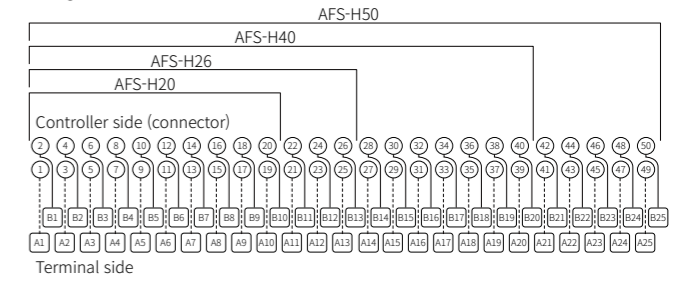 AFS-H50
AFS-H40
AFS-H26
AFS-H20
Controller side (connector)
2 4 6 8 10 12 14 16 18 20 22 24 26 28 30 32 34 36 38 40 42 44 46 48 50
1 3 5 7 9 11 13 15 17 19 21 23 25 27 29 31 33 35 37 39 41 43 45 47 49
B1 B2 B3 B4 B5 B6 B7 B8 B9 B10 B11 B12 B13 B14 B15 B16 B17 B18 B19 B20 B21 B22 B23 B24 B25
A1 A2 A3 A4 A5 A6 A7 A8 A9 A10 A11 A12 A13 A14 A15 A16 A17 A18 A19 A20 A21 A22 A23 A24 A25
Terminal side